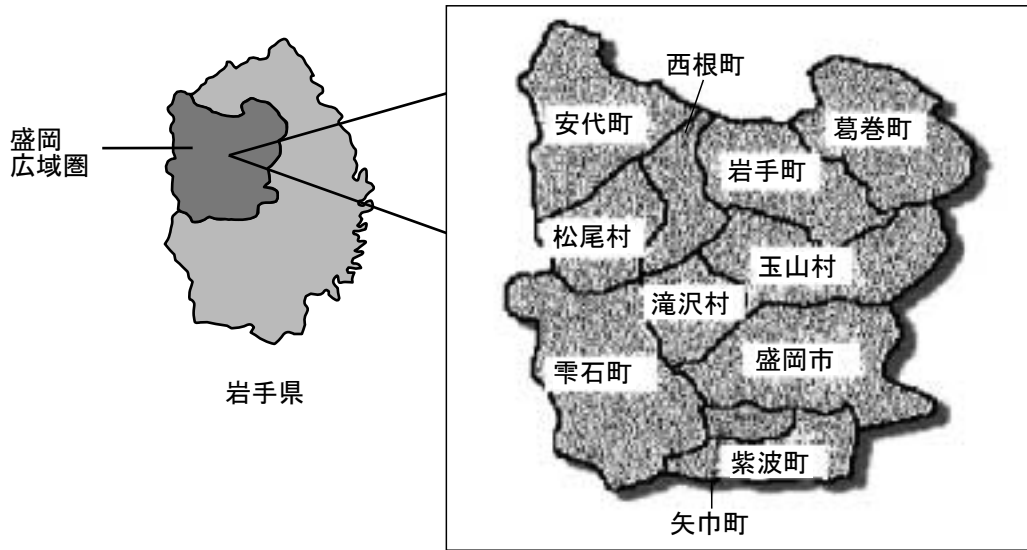 盛岡
広域圏
岩手県
西根町
安代町
葛巻町
岩手町
松尾村
玉山村
滝沢村
盛岡市
雫石町
紫波町
矢巾町